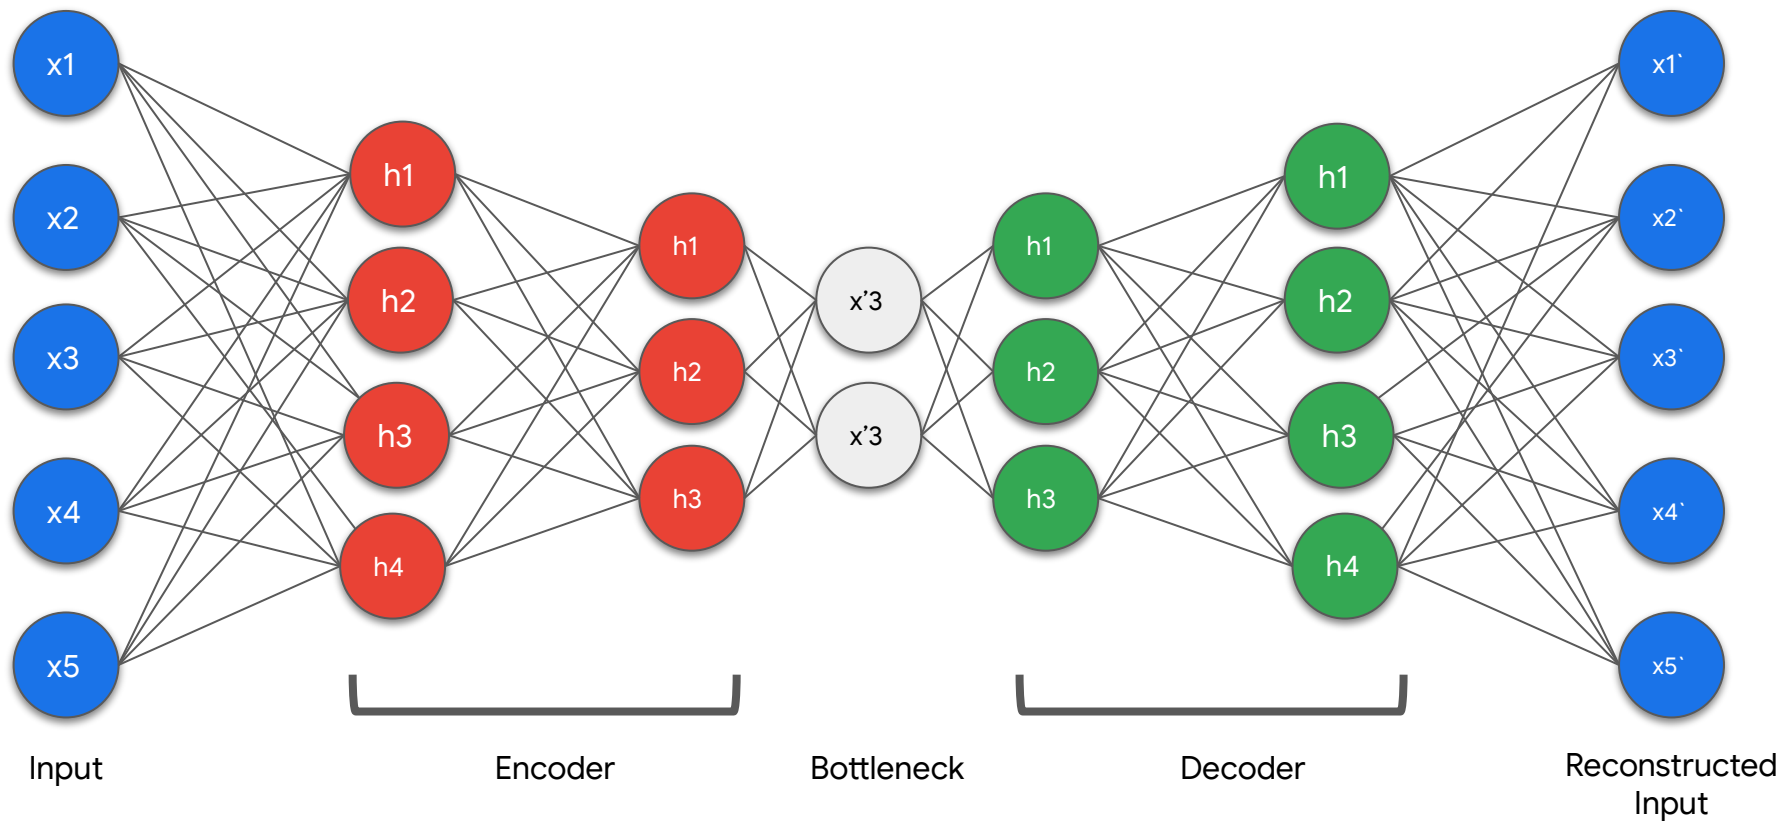 x1
x2
x3
x4
x5
h1
h2
h3
h4
h1
h2
h3
x’3
x’3
h1
h2
h3
h1
h2
h3
h4
x1`
x2`
x3`
x4`
x5`
Input
Encoder
Bottleneck
Decoder
Reconstructed
Input